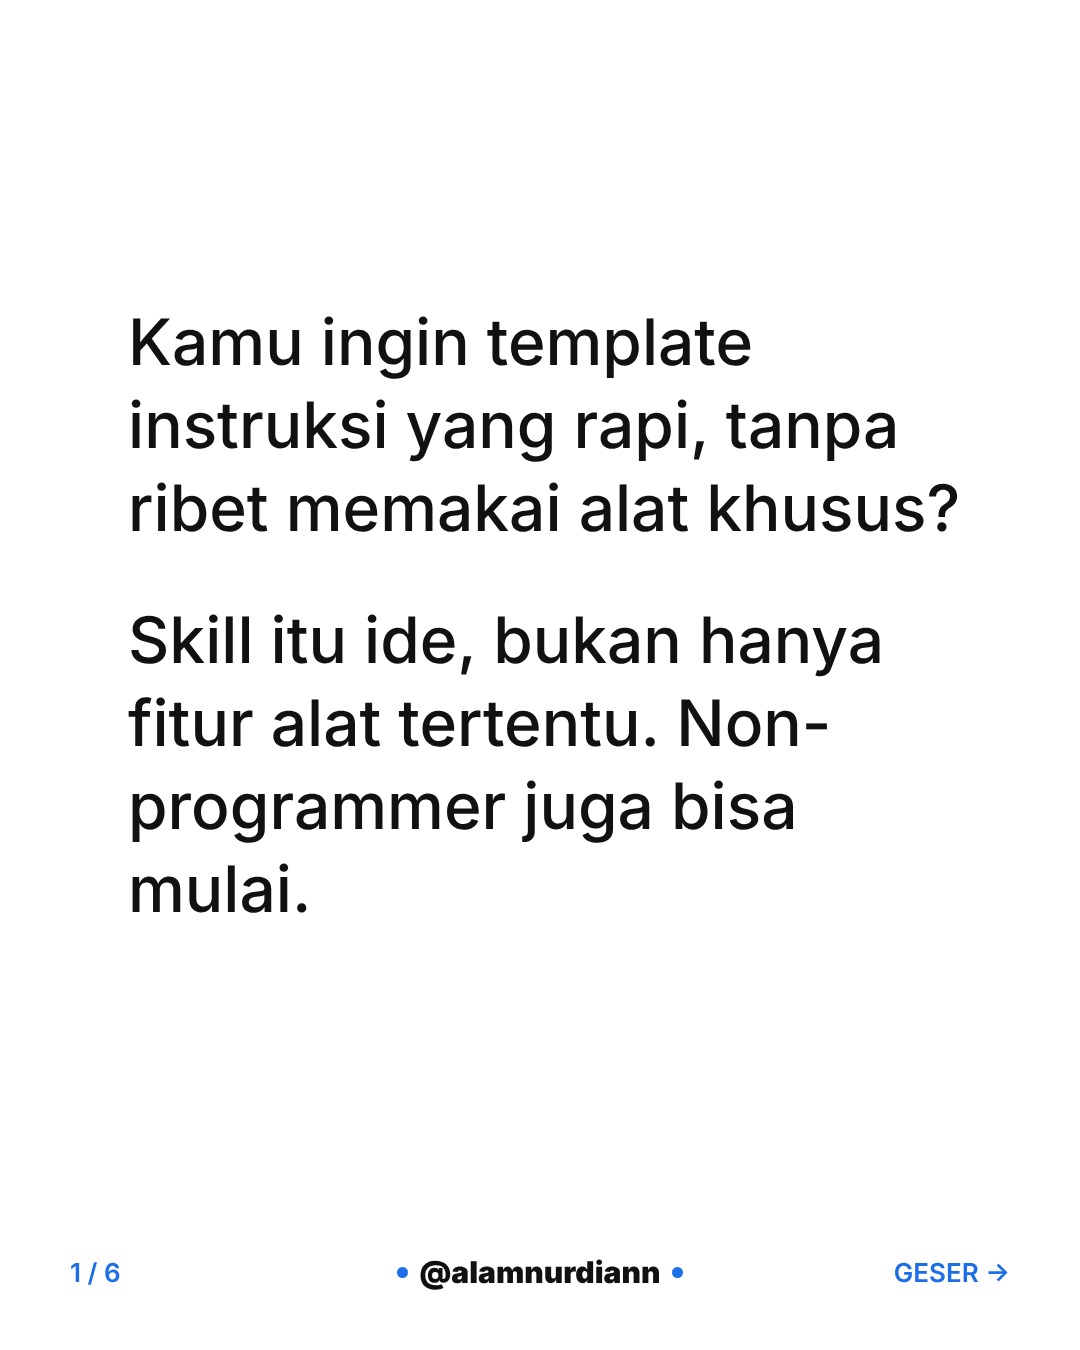 Kamu ingin template
instruksi yang rapi, tanpa
ribet memakai alat khusus?
Skill itu ide, bukan hanya
fitur alat tertentu. Non-
programmer juga bisa
mulai.
1 / 6
• @alamnurdiann •
GESER →